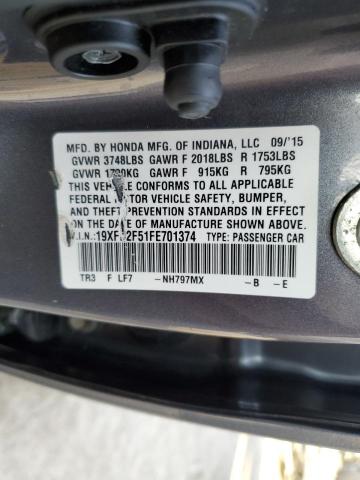 MFD. BY HONDA MFG. OF INDIANA, LLC 09/'15
GVWR 3748LBS GAWR F 2018LBS R 1753LBS
GVWR GAWR F 915KG R 795KG
THIS VEHICLE CONFORMS TO ALL APPLICABLE
FEDERAL MOTOR VEHICLE SAFETY, BUMPER,
AND THEFT PREVENTION STANDARDS IN
EFFECT ON THE DATE OF MANUFACTURE
SHOWN ABOVE.
V.I.N.: TYPE: PASSENGER CAR
TR3 F LF7 -NH797MX -B -E